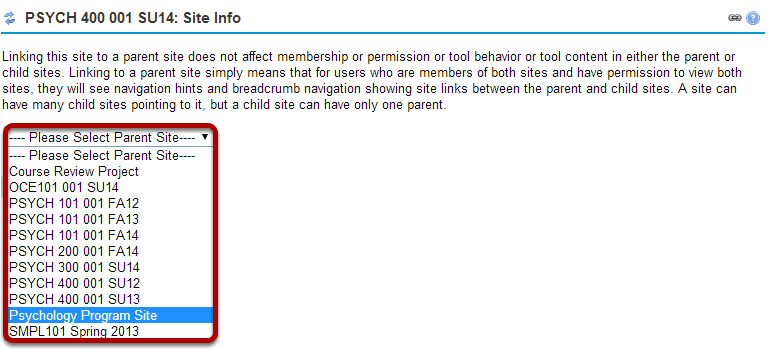 PSYCH 400 001 SU14: Site Info
Linking this site to a parent site does not affect membership or permission or tool behavior or tool content in either the parent or
child sites. Linking to a parent site simply means that for users who are members of both sites and have permission to view both
sites, they will see navigation hints and breadcrumb navigation showing site links between the parent and child sites. A site can
have many child sites pointing to it, but a child site can have only one parent.
---- Please Select Parent Site----
---- Please Select Parent Site----
Course Review Project
OCE101 001 SU14
PSYCH 101 001 FA12
PSYCH 101 001 FA13
PSYCH 101 001 FA14
PSYCH 200 001 FA14
PSYCH 300 001 SU14
PSYCH 400 001 SU12
PSYCH 400 001 SU13
Psychology Program Site
SMPL101 Spring 2013